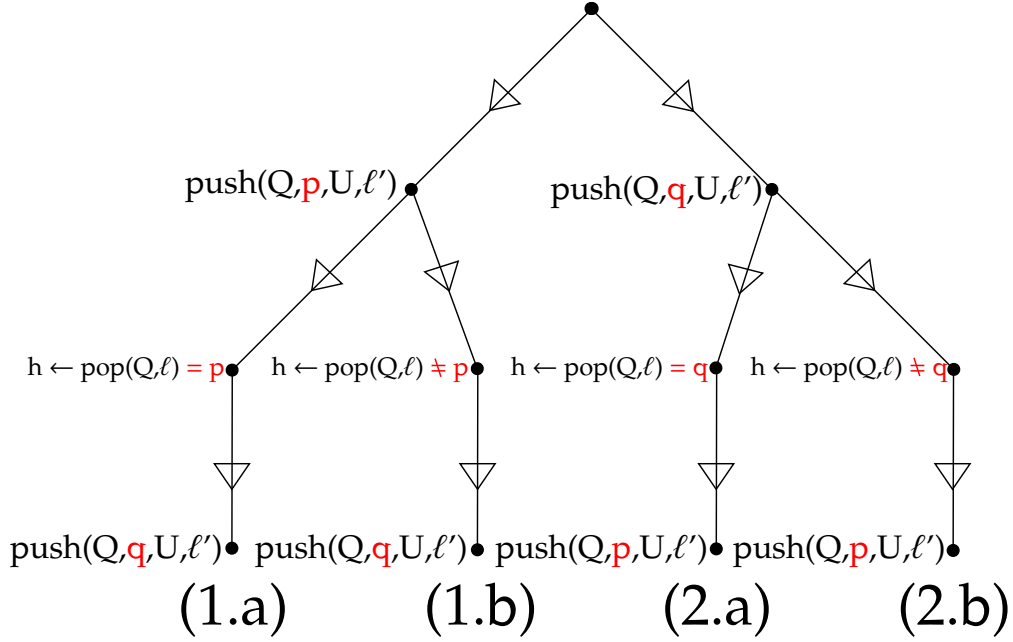 push(Q,p,U,ℓ’)
push(Q,q,U,ℓ’)
h ← pop(Q,ℓ) = p
h ← pop(Q,ℓ) ≠ p
h ← pop(Q,ℓ) = q
h ← pop(Q,ℓ) ≠ q
push(Q,q,U,ℓ’)
push(Q,q,U,ℓ’)
push(Q,p,U,ℓ’)
push(Q,p,U,ℓ’)
(1.a)
(1.b)
(2.a)
(2.b)